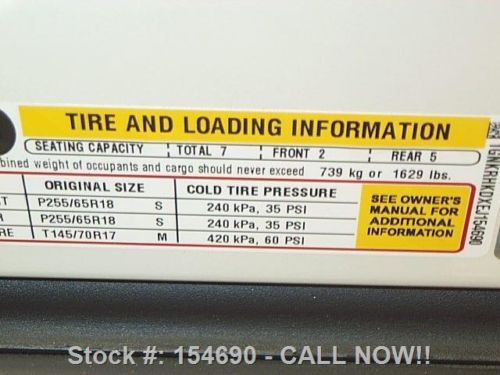 TIRE AND LOADING INFORMATION
SEATING CAPACITY TOTAL 7 FRONT 2 REAR 5
weight of occupants and cargo should never exceed 739 kg or 1629 lbs.
ORIGINAL SIZE COLD TIRE PRESSURE
P255/65R18 S 240 kPa, 35 PSI
P255/65R18 S 240 kPa, 35 PSI
T145/70R17 M 420 kPa, 60 PSI
SEE OWNER'S
MANUAL FOR
ADDITIONAL
INFORMATION
Stock #: 154690 - CALL NOW!!